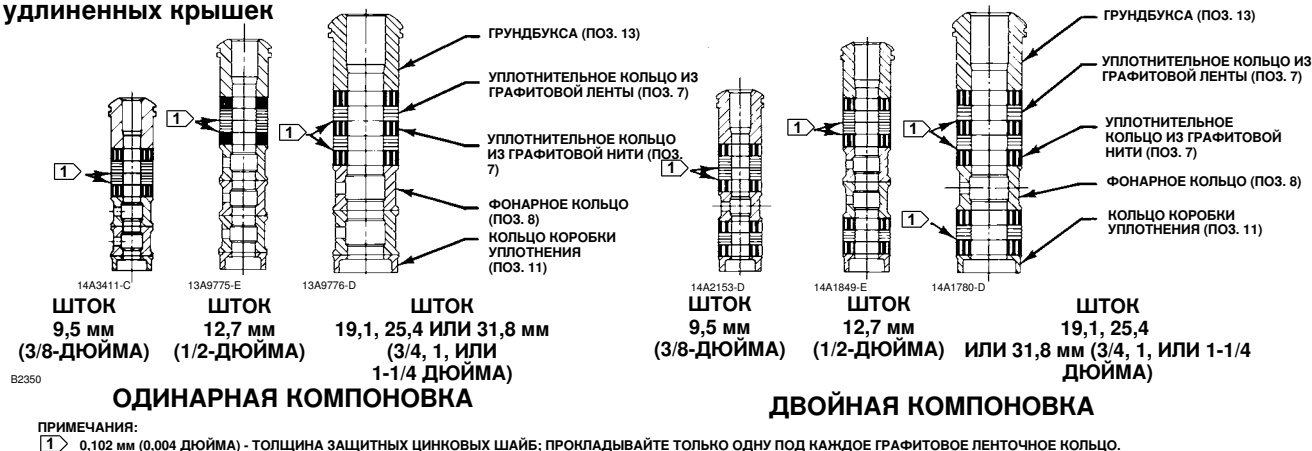 удлиненных крышек
ГРУНДБУКСА (ПОЗ. 13)
УПЛОТНИТЕЛЬНОЕ КОЛЬЦО ИЗ
ГРАФИТОВОЙ ЛЕНТЫ (ПОЗ. 7)
УПЛОТНИТЕЛЬНОЕ КОЛЬЦО
ИЗ ГРАФИТОВОЙ НИТИ (ПОЗ.
7)
ФОНАРНОЕ КОЛЬЦО
(ПОЗ. 8)
КОЛЬЦО КОРОБКИ
УПЛОТНЕНИЯ
(ПОЗ. 11)
1
1
1
14A3411-C
13A9775-E
13A9776-D
ШТОК
9,5 мм
(3/8-ДЮЙМА)
ШТОК
12,7 мм
(1/2-ДЮЙМА)
ШТОК
19,1, 25,4 ИЛИ 31,8 мм
(3/4, 1, ИЛИ
1-1/4 ДЮЙМА)
B2350
ОДИНАРНАЯ КОМПОНОВКА
ГРУНДБУКСА (ПОЗ. 13)
УПЛОТНИТЕЛЬНОЕ КОЛЬЦО ИЗ
ГРАФИТОВОЙ ЛЕНТЫ (ПОЗ. 7)
УПЛОТНИТЕЛЬНОЕ
КОЛЬЦО ИЗ ГРАФИТОВОЙ
НИТИ (ПОЗ. 7)
ФОНАРНОЕ КОЛЬЦО (ПОЗ. 8)
КОЛЬЦО КОРОБКИ
УПЛОТНЕНИЯ (ПОЗ. 11)
1
1
1
1
14A2153-D
14A1849-E
14A1780-D
ШТОК
9,5 мм
(3/8-ДЮЙМА)
ШТОК
12,7 мм
(1/2-ДЮЙМА)
ШТОК
19,1, 25,4
ИЛИ 31,8 мм (3/4, 1, ИЛИ 1-1/4
ДЮЙМА)
ДВОЙНАЯ КОМПОНОВКА
ПРИМЕЧАНИЯ:
1 0,102 мм (0,004 ДЮЙМА) - ТОЛЩИНА ЗАЩИТНЫХ ЦИНКОВЫХ ШАЙБ; ПРОКЛАДЫВАЙТЕ ТОЛЬКО ОДНУ ПОД КАЖДОЕ ГРАФИТОВОЕ ЛЕНТОЧНОЕ КОЛЬЦО.